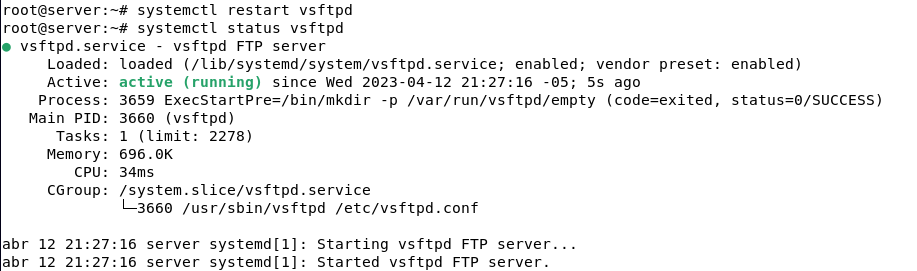 root@server:~# systemctl restart vsftpd
root@server:~# systemctl status vsftpd
● vsftpd.service - vsftpd FTP server
     Loaded: loaded (/lib/systemd/system/vsftpd.service; enabled; vendor preset: enabled)
     Active: active (running) since Wed 2023-04-12 21:27:16 -05; 5s ago
    Process: 3659 ExecStartPre=/bin/mkdir -p /var/run/vsftpd/empty (code=exited, status=0/SUCCESS)
   Main PID: 3660 (vsftpd)
      Tasks: 1 (limit: 2278)
     Memory: 696.0K
        CPU: 34ms
     CGroup: /system.slice/vsftpd.service
             └─3660 /usr/sbin/vsftpd /etc/vsftpd.conf

abr 12 21:27:16 server systemd[1]: Starting vsftpd FTP server...
abr 12 21:27:16 server systemd[1]: Started vsftpd FTP server.